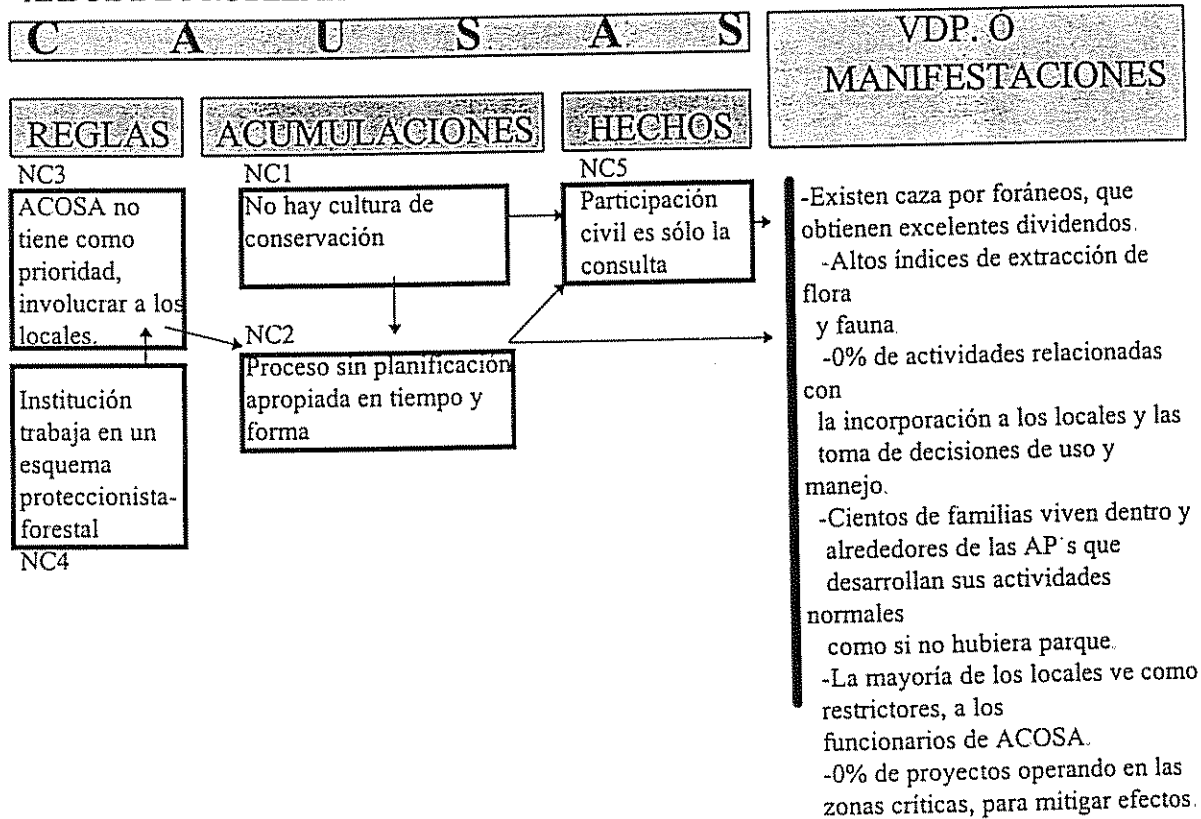 C A U S A S
VDP. Ó
MANIFESTACIONES
REGLAS
ACUMULACIONES
HECHOS
NC3
ACOSA no
tiene como
prioridad,
involucrar a los
locales.
Institución
trabaja en un
esquema
proteccionista-
forestal
NC4
NC1
No hay cultura de
conservación
NC2
Proceso sin planificación
apropiada en tiempo y
forma
NC5
Participación
civil es sólo la
consulta
-Existen caza por foráneos, que
obtienen excelentes dividendos.
-Altos índices de extracción de
flora
y fauna.
-0% de actividades relacionadas
con
la incorporación a los locales y las
toma de decisiones de uso y
manejo.
-Cientos de familias viven dentro y
alrededores de las AP`s que
desarrollan sus actividades
normales
como si no hubiera parque.
-La mayoría de los locales ve como
restrictores, a los
funcionarios de ACOSA.
-0% de proyectos operando en las
zonas críticas, para mitigar efectos.